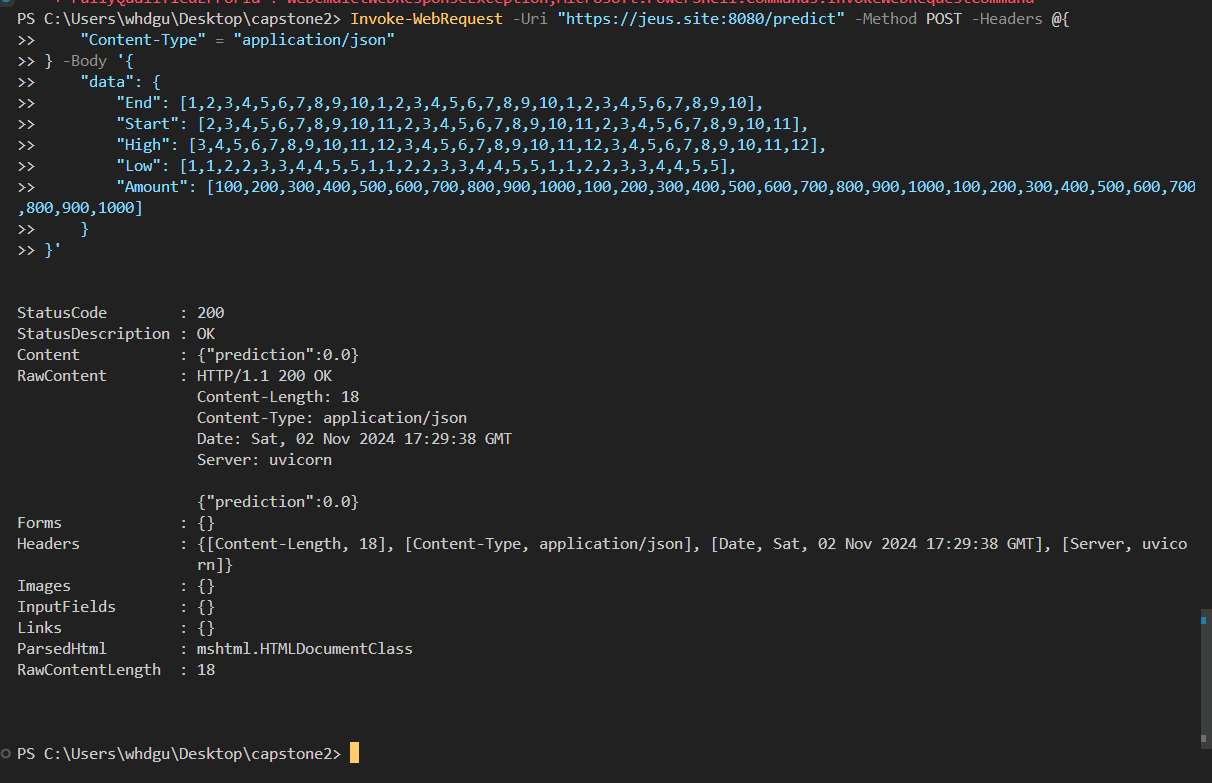 + FullyQualifiedErrorId : WebCmdletWebResponseException,Microsoft.PowerShell.Commands.InvokeWebRequestCommand
PS C:\Users\whdgu\Desktop\capstone2> Invoke-WebRequest -Uri "https://jeus.site:8080/predict" -Method POST -Headers @{
>>     "Content-Type" = "application/json"
>> } -Body '{
>>     "data": {
>>         "End": [1,2,3,4,5,6,7,8,9,10,1,2,3,4,5,6,7,8,9,10,1,2,3,4,5,6,7,8,9,10],
>>         "Start": [2,3,4,5,6,7,8,9,10,11,2,3,4,5,6,7,8,9,10,11,2,3,4,5,6,7,8,9,10,11],
>>         "High": [3,4,5,6,7,8,9,10,11,12,3,4,5,6,7,8,9,10,11,12,3,4,5,6,7,8,9,10,11,12],
>>         "Low": [1,1,2,2,3,3,4,4,5,5,1,1,2,2,3,3,4,4,5,5,1,1,2,2,3,3,4,4,5,5],
>>         "Amount": [100,200,300,400,500,600,700,800,900,1000,100,200,300,400,500,600,700,800,900,1000,100,200,300,400,500,600,700
,800,900,1000]
>>     }
>> }'
StatusCode        : 200
StatusDescription : OK
Content           : {"prediction":0.0}
RawContent        : HTTP/1.1 200 OK
                    Content-Length: 18
                    Content-Type: application/json
                    Date: Sat, 02 Nov 2024 17:29:38 GMT
                    Server: uvicorn
                    {"prediction":0.0}
Forms             : {}
Headers           : {[Content-Length, 18], [Content-Type, application/json], [Date, Sat, 02 Nov 2024 17:29:38 GMT], [Server, uvico
                    rn]}
Images            : {}
InputFields       : {}
Links             : {}
ParsedHtml        : mshtml.HTMLDocumentClass
RawContentLength  : 18
PS C:\Users\whdgu\Desktop\capstone2>